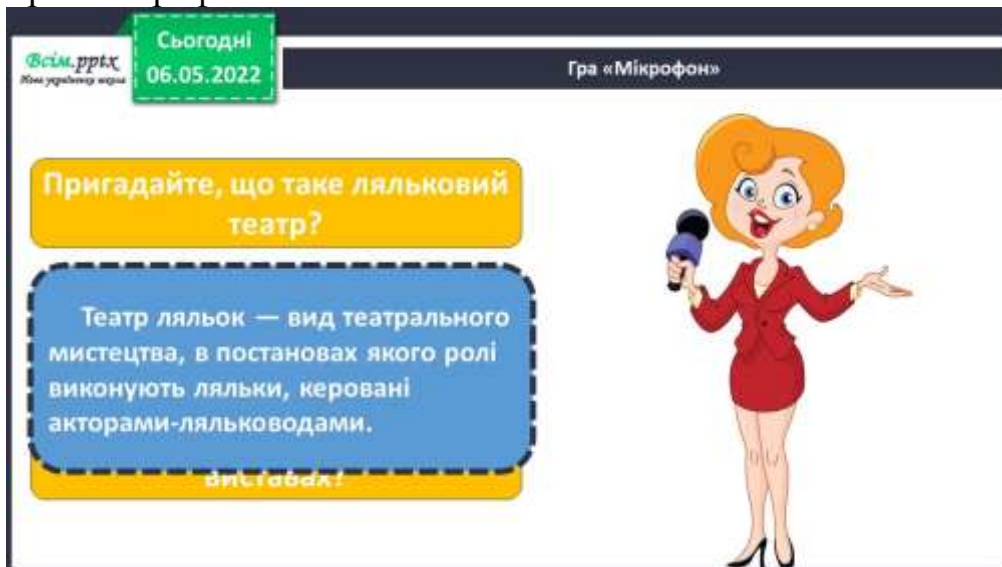 Всім.pptx
Нова українська школа
Сьогодні
06.05.2022
Гра «Мікрофон»
Пригадайте, що таке ляльковий
театр?
Театр ляльок — вид театрального
мистецтва, в постановах якого ролі
виконують ляльки, керовані
акторами-ляльководами.
виставах?